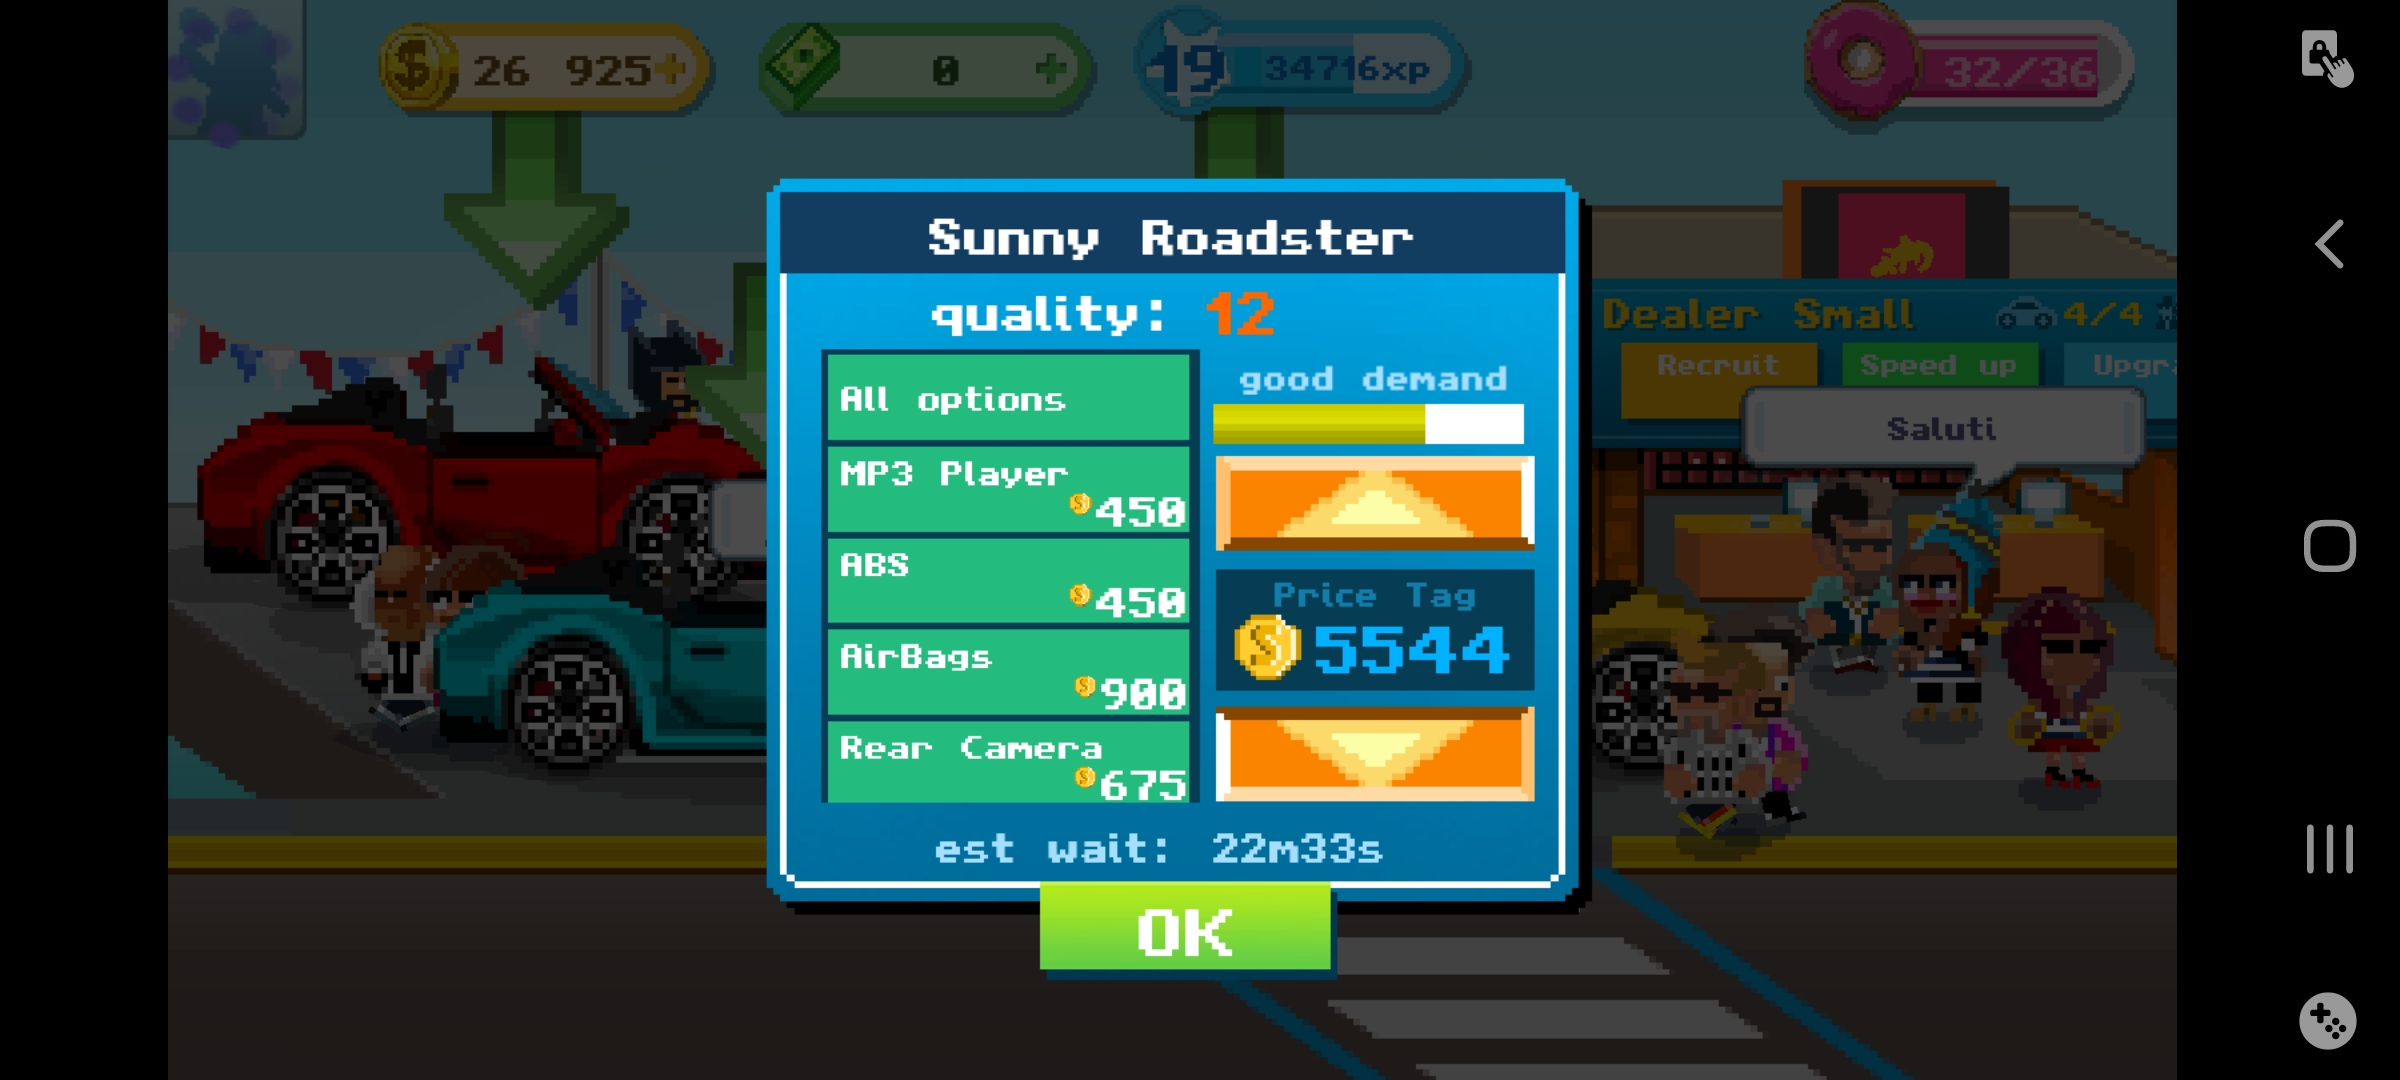 26 925+
0 +
19 34716xp
32/36
Sunny Roadster
quality: 12
All options
MP3 Player
450
ABS
450
AirBags
900
Rear Camera
675
good demand
Price Tag
5544
est wait: 22m33s
OK
Dealer Small 4/4
Recruit Speed up
Saluti